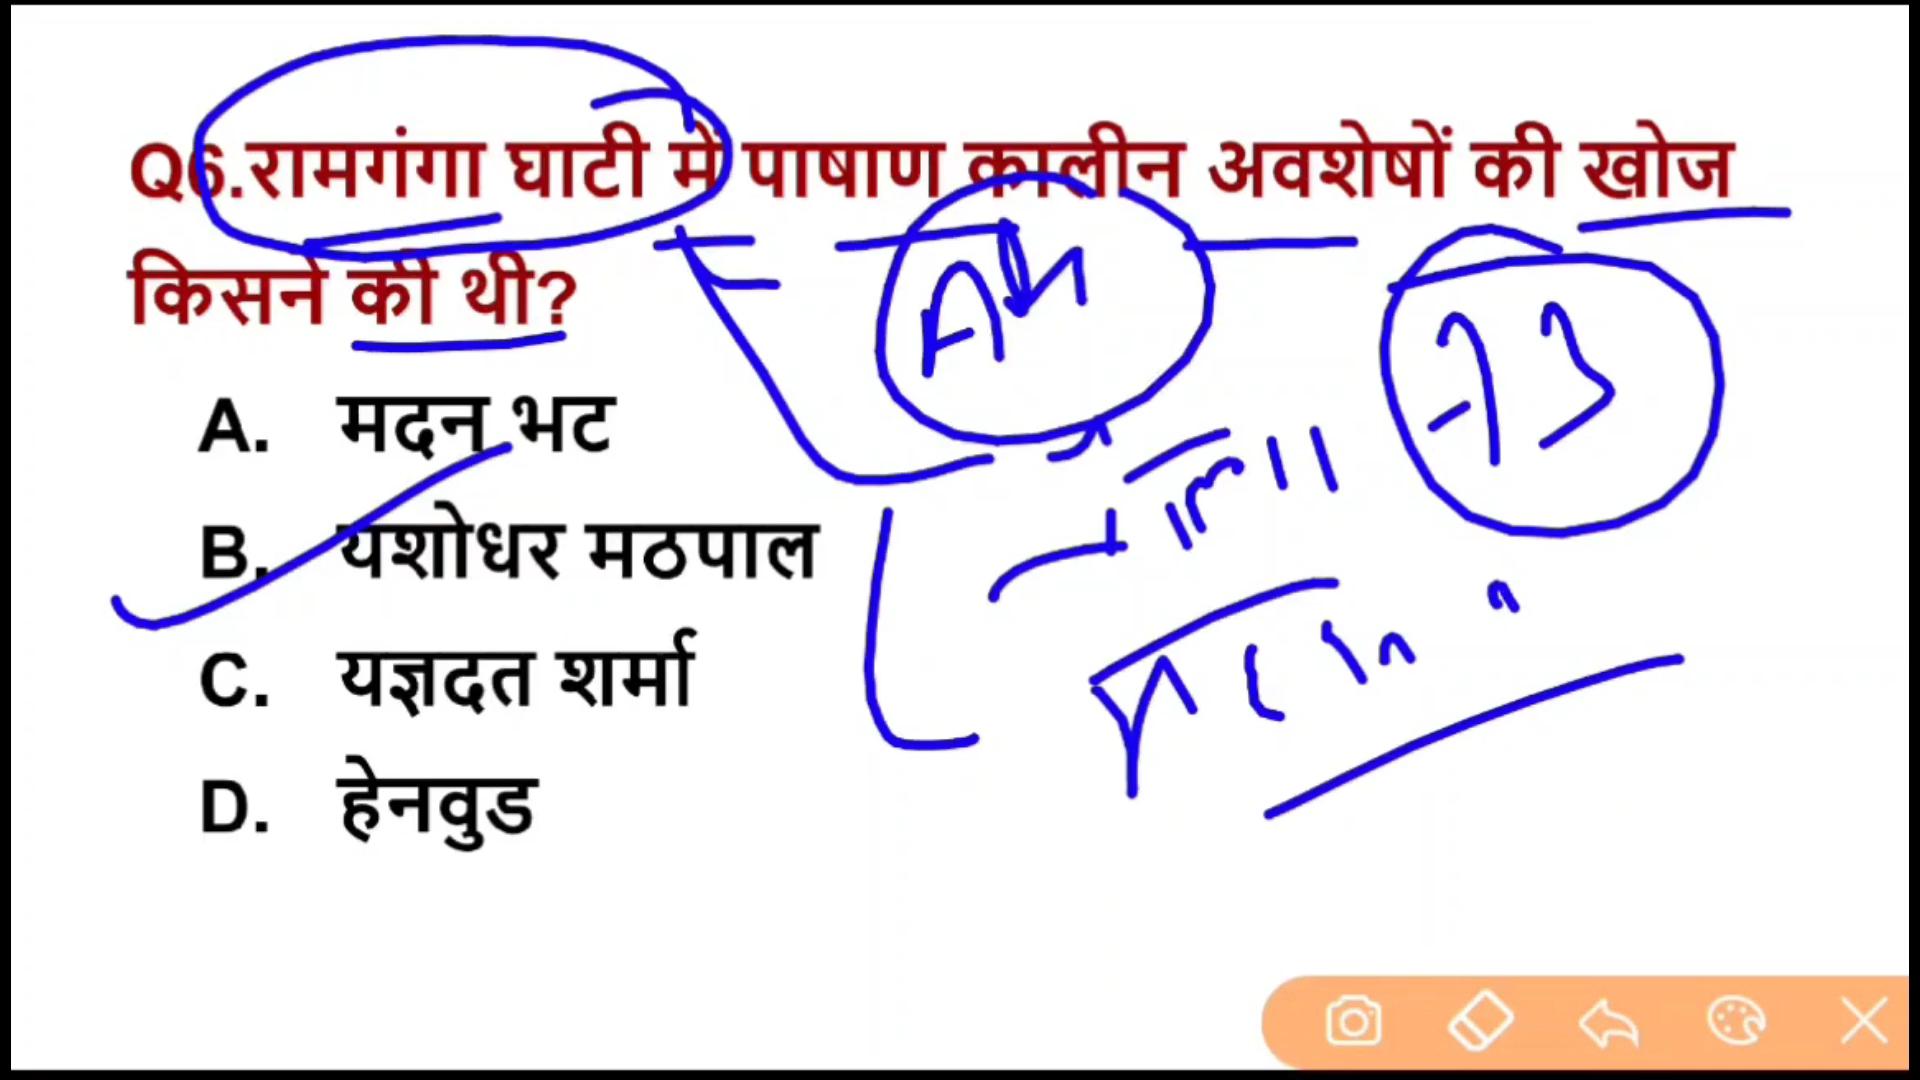 Q6.रामगंगा घाटी में पाषाण कालीन अवशेषों की खोज
किसने की थी?
A. मदन भट
B. यशोधर मठपाल
C. यज्ञदत शर्मा
D. हेनवुड